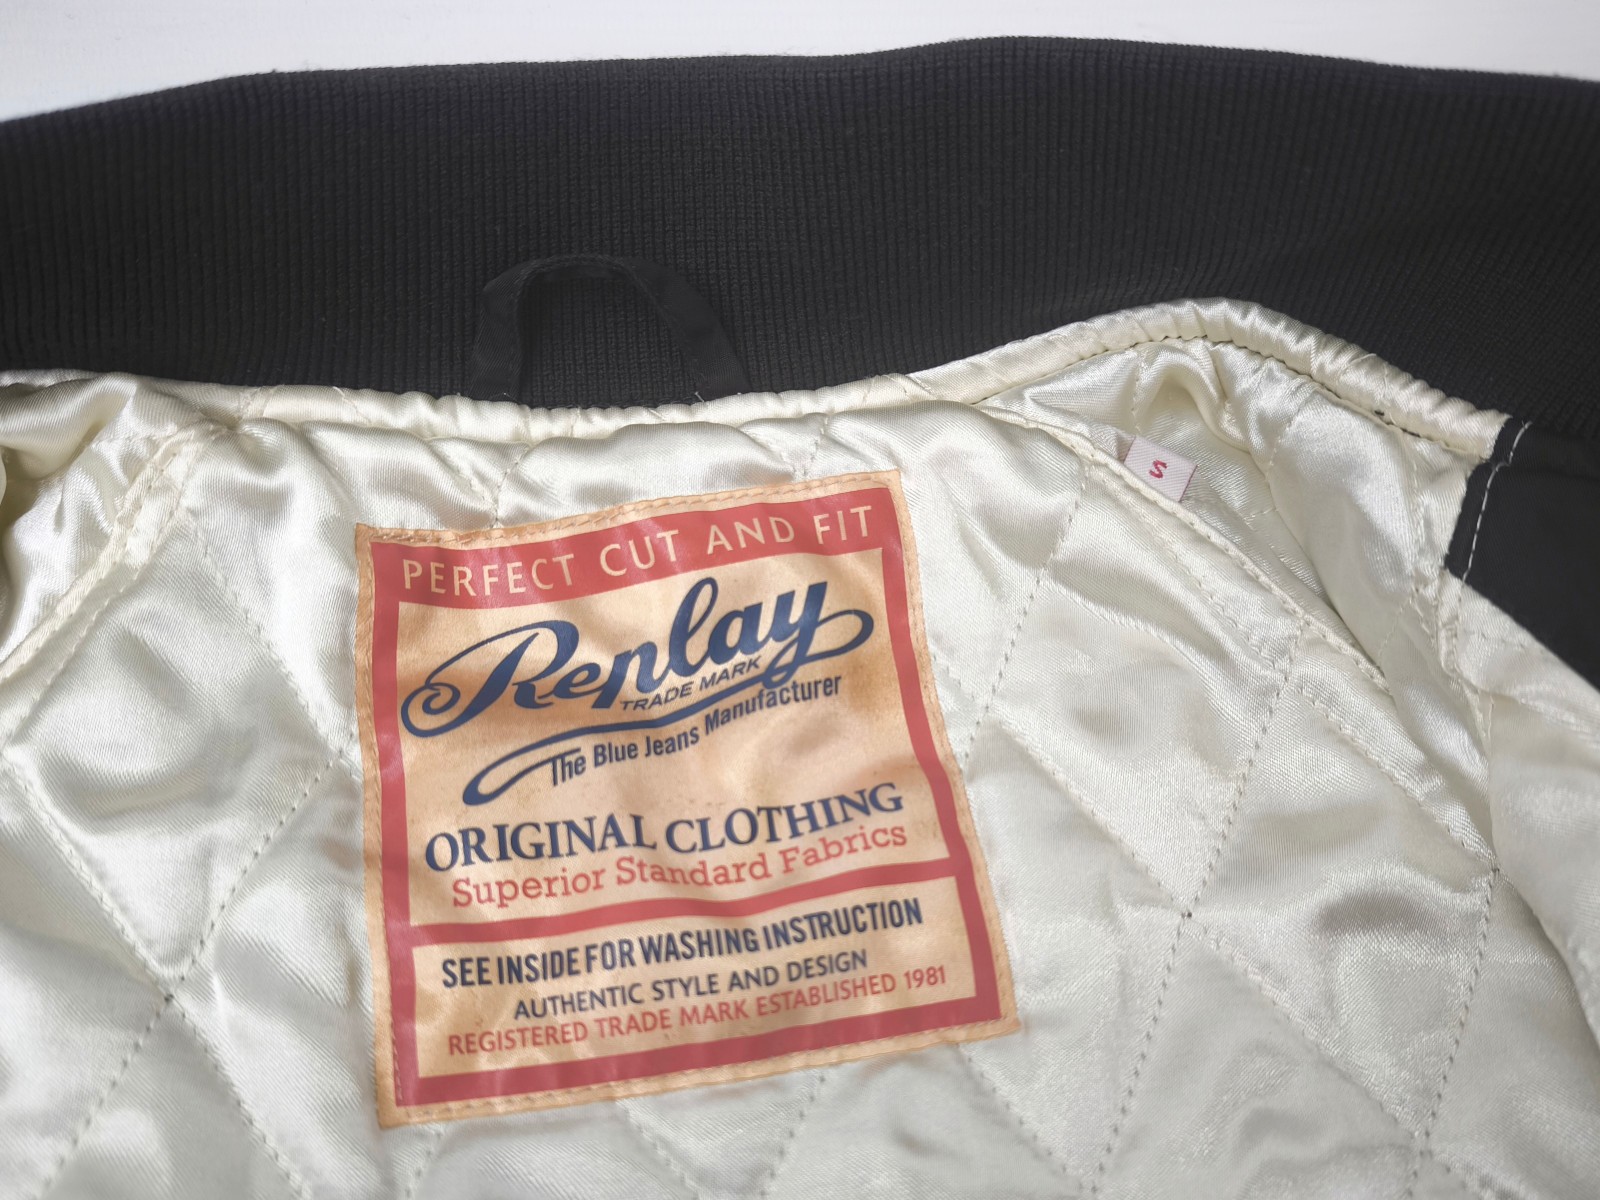 S
PERFECT CUT AND FIT
Replay
TRADE MARK
The Blue Jeans Manufacturer
ORIGINAL CLOTHING
Superior Standard Fabrics
SEE INSIDE FOR WASHING INSTRUCTION
AUTHENTIC STYLE AND DESIGN
REGISTERED TRADE MARK ESTABLISHED 1981